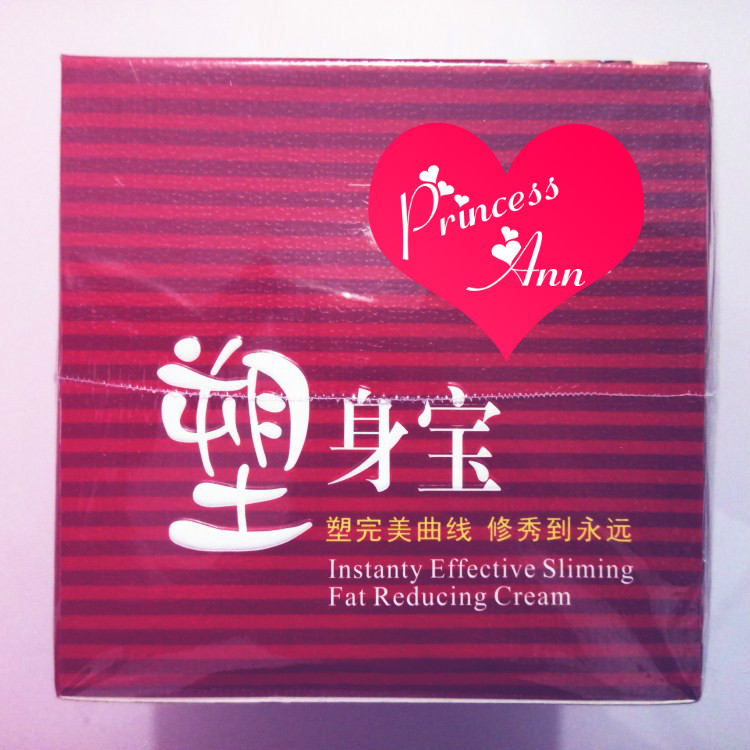 Princess
Ann
塑身宝
塑完美曲线 修秀到永远
Instanty Effective Sliming
Fat Reducing Cream